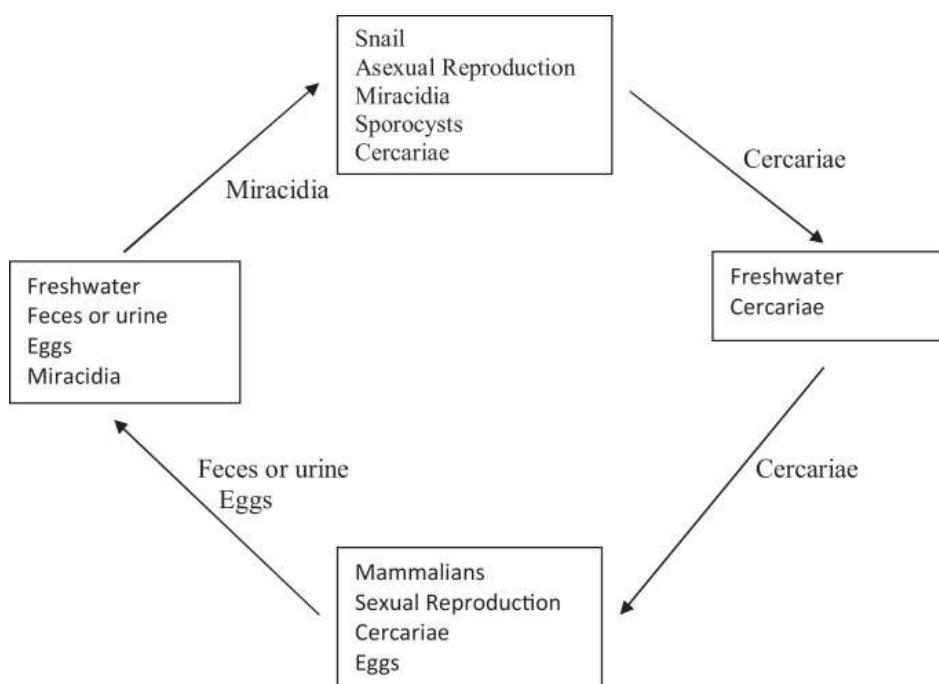 Snail
Asexual Reproduction
Miracidia
Sporocysts
Cercariae
Cercariae
Miracidia
Freshwater
Feces or urine
Eggs
Miracidia
Freshwater
Cercariae
Feces or urine
Eggs
Cercariae
Mammalians
Sexual Reproduction
Cercariae
Eggs